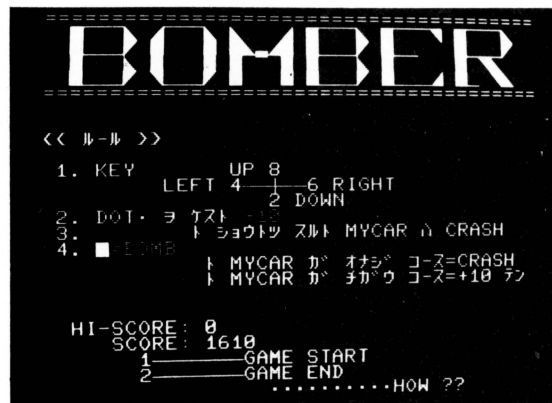 BOMBER
<< ルール >>
1. KEY UP 8
LEFT 4 6 RIGHT
2 DOWN
2. DOT・ ヲ ケスト +10
3. ト ショウトツ スルト MYCAR ハ CRASH
4. ■=BOMB
ト MYCAR ガ オナジ コース=CRASH
ト MYCAR ガ チガウ コース=+10 テン
HI-SCORE: 0
SCORE: 1610
1————GAME START
2————GAME END
..........HOW ??